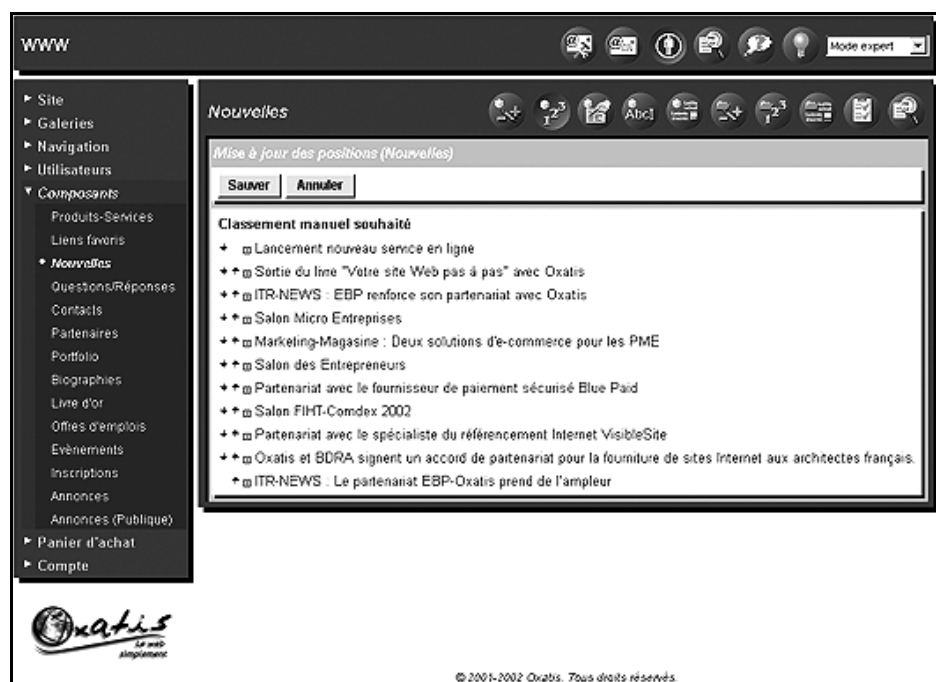 WWW
Mode expert
Site
Galeries
Navigation
Utilisateurs
Composants
Produits-Services
Liens favoris
Nouvelles
Questions/Réponses
Contacts
Partenaires
Portfolio
Biographies
Livre d'or
Offres d'emplois
Evènements
Inscriptions
Annonces
Annonces (Publique)
Panier d'achat
Compte
Oxatis
Le web
simplement
Nouvelles
Abc1
Mise à jour des positions (Nouvelles)
Sauver Annuler
Classement manuel souhaité
Lancement nouveau service en ligne
Sortie du livre "Votre site Web pas à pas" avec Oxatis
ITR-NEWS : EBP renforce son partenariat avec Oxatis
Salon Micro Entreprises
Marketing-Magasine : Deux solutions d'e-commerce pour les PME
Salon des Entrepreneurs
Partenariat avec le fournisseur de paiement sécurisé Blue Paid
Salon FIHT-Comdex 2002
Partenariat avec le spécialiste du référencement Internet VisibleSite
Oxatis et BDRA signent un accord de partenariat pour la fourniture de sites Internet aux architectes français.
ITR-NEWS : Le partenariat EBP-Oxatis prend de l'ampleur
© 2001-2002 Oxatis. Tous droits réservés.